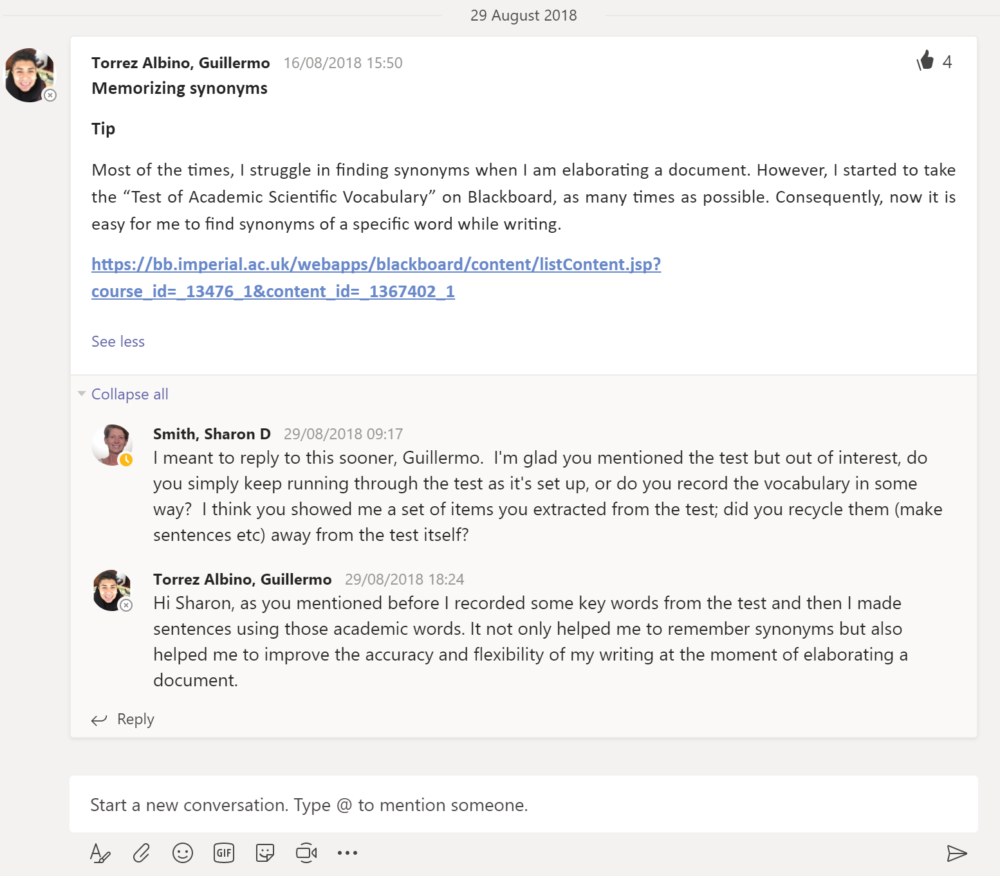 29 August 2018
Torrez Albino, Guillermo 16/08/2018 15:50 4
Memorizing synonyms
Tip
Most of the times, I struggle in finding synonyms when I am elaborating a document. However, I started to take
the “Test of Academic Scientific Vocabulary” on Blackboard, as many times as possible. Consequently, now it is
easy for me to find synonyms of a specific word while writing.
https://bb.imperial.ac.uk/webapps/blackboard/content/listContent.jsp?
course_id=_13476_1&content_id=_1367402_1
See less
Collapse all
Smith, Sharon D 29/08/2018 09:17
I meant to reply to this sooner, Guillermo.  I'm glad you mentioned the test but out of interest, do
you simply keep running through the test as it's set up, or do you record the vocabulary in some
way?  I think you showed me a set of items you extracted from the test; did you recycle them (make
sentences etc) away from the test itself?
Torrez Albino, Guillermo 29/08/2018 18:24
Hi Sharon, as you mentioned before I recorded some key words from the test and then I made
sentences using those academic words. It not only helped me to remember synonyms but also
helped me to improve the accuracy and flexibility of my writing at the moment of elaborating a
document.
Reply
Start a new conversation. Type @ to mention someone.
GIF